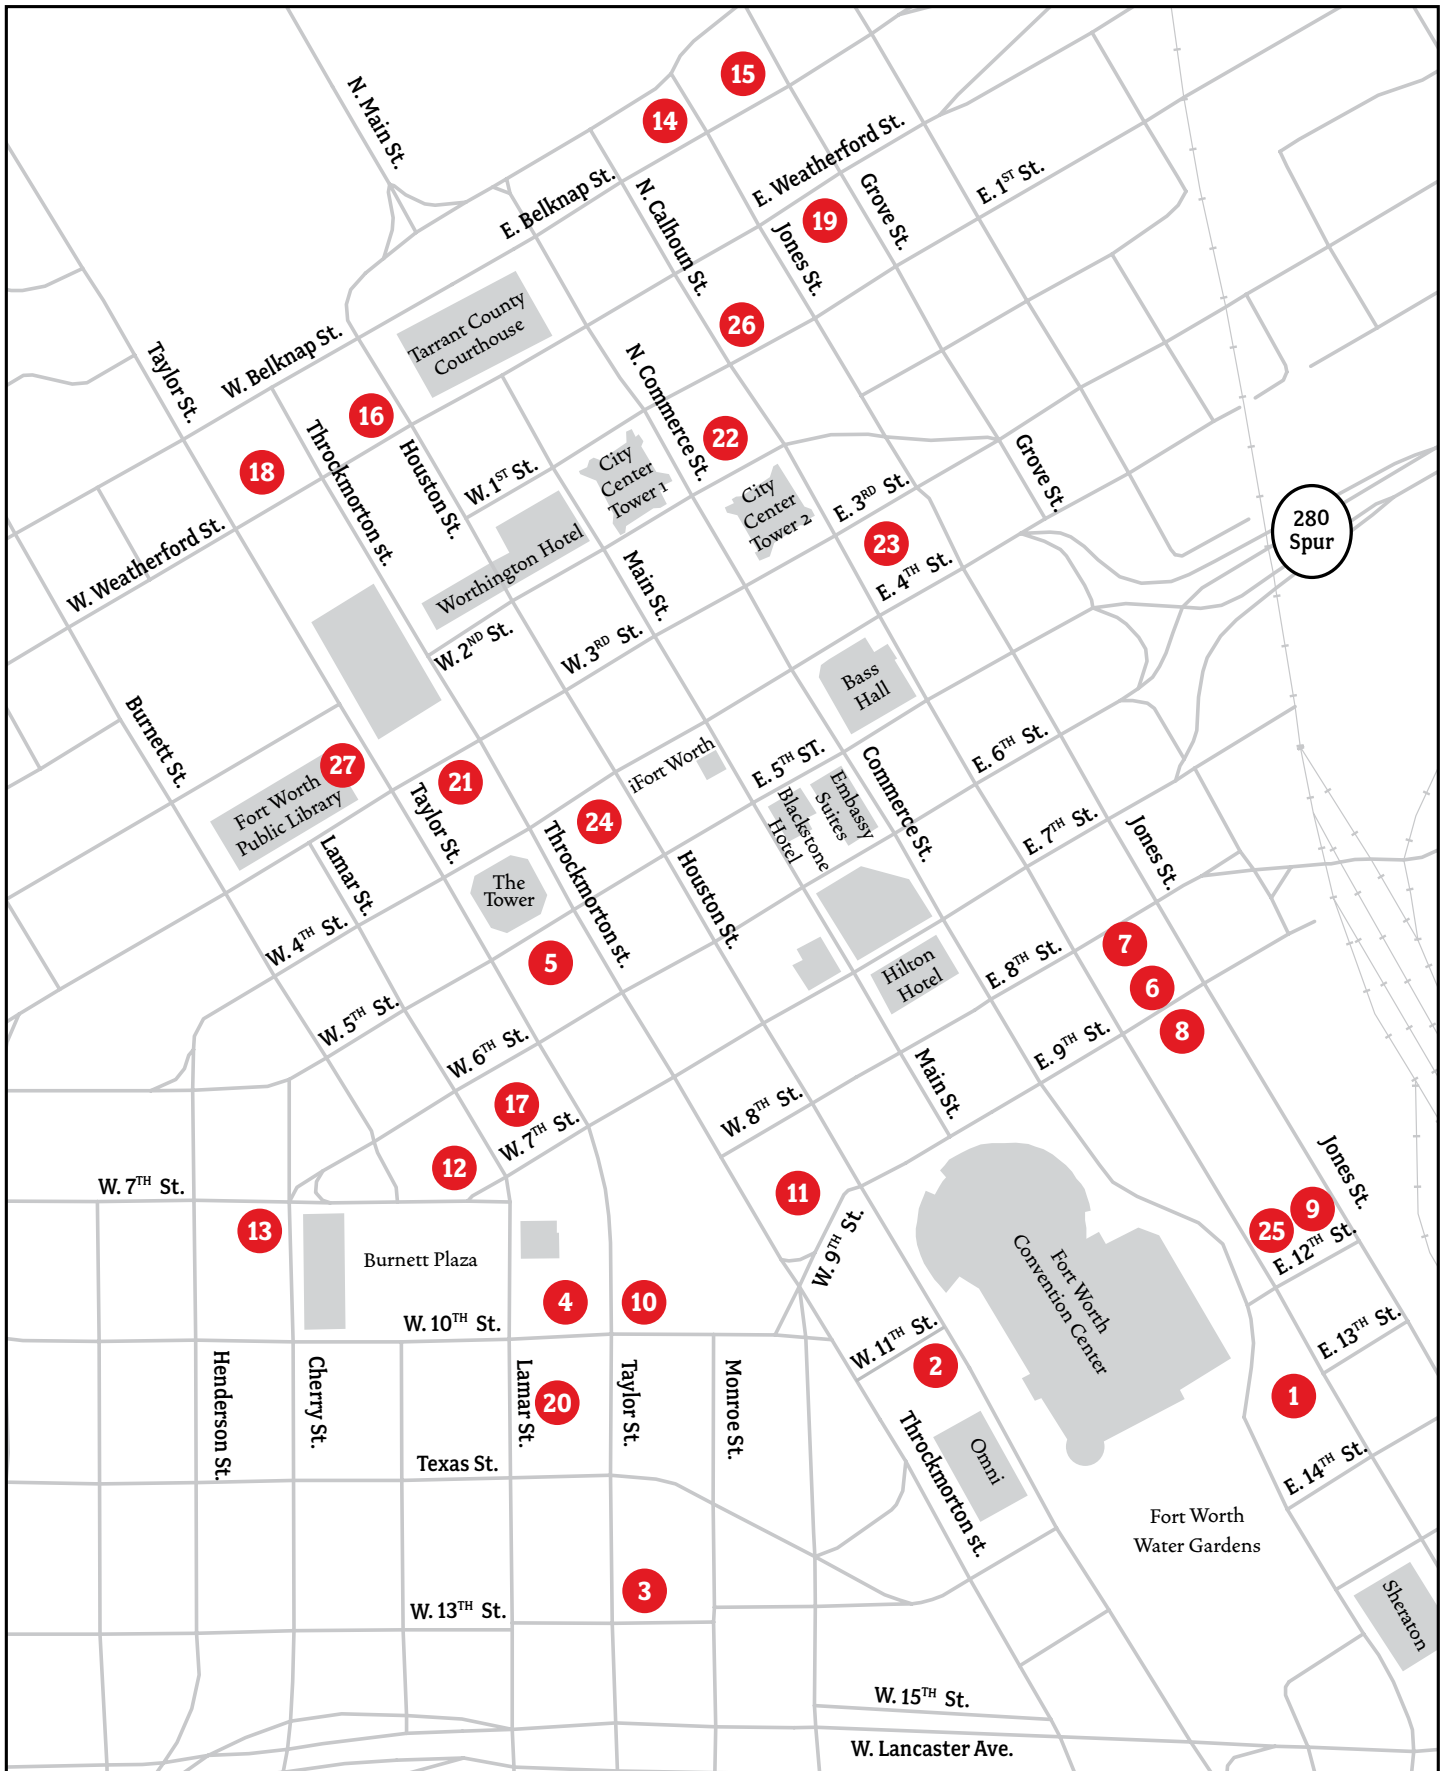 15
14
N. Main St.
E. Weatherford St.
E. 1ST St.
Grove St.
E. Belknap St.
N. Calhoun St.
19
Jones St.
26
Tarrant County
Courthouse
W. Belknap St.
Taylor St.
16
N. Commerce St.
22
18
Throckmorton st.
Houston St.
W. 1ST St.
City
Center
Tower 1
City
Center
Tower 2
E. 3RD St.
Grove St.
280
Spur
23
W. Weatherford St.
Worthington Hotel
Main St.
E. 4TH St.
W. 2ND St.
W. 3RD St.
Bass
Hall
Burnett St.
27
Fort Worth
Public Library
21
Taylor St.
iFort Worth
E. 5TH ST.
Commerce St.
E. 6TH St.
24
Embassy
Suites
Blackstone
Hotel
E. 7TH St.
Jones St.
Lamar St.
The
Tower
Throckmorton st.
Houston St.
W. 4TH St.
5
7
Hilton
Hotel
E. 8TH St.
6
W. 5TH St.
8
E. 9TH St.
W. 6TH St.
Main St.
17
W. 7TH St.
W. 8TH St.
12
W. 7TH St.
11
Jones St.
9
25
E. 12TH St.
13
Burnett Plaza
W. 9TH St.
Fort Worth
Convention Center
4
10
W. 10TH St.
W. 11TH St.
E. 13TH St.
2
1
Henderson St.
Cherry St.
Lamar St.
20
Taylor St.
Monroe St.
Throckmorton st.
Omni
Texas St.
E. 14TH St.
Fort Worth
Water Gardens
3
W. 13TH St.
Sheraton
W. 15TH St.
W. Lancaster Ave.